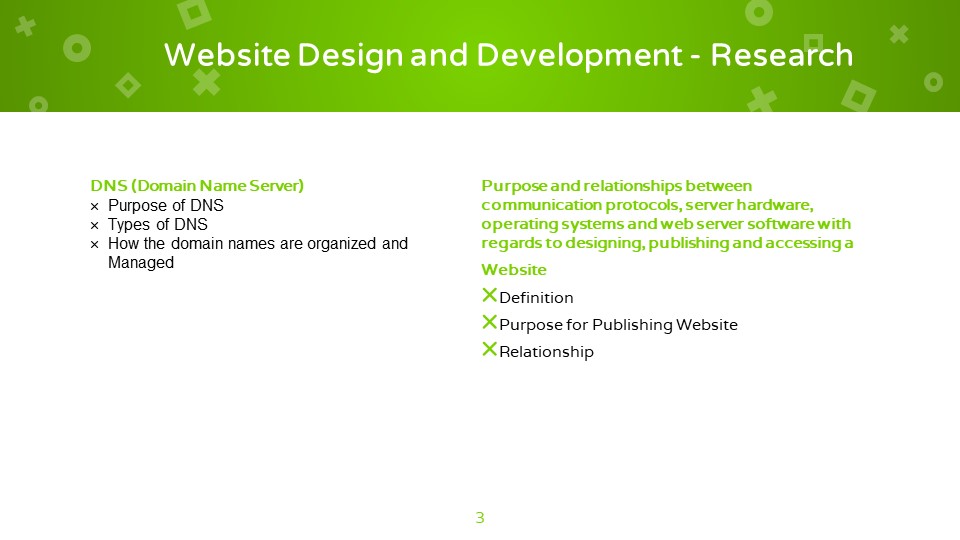 Website Design and Development - Research
DNS (Domain Name Server)
× Purpose of DNS
× Types of DNS
× How the domain names are organized and
Managed
Purpose and relationships between
communication protocols, server hardware,
operating systems and web server software with
regards to designing, publishing and accessing a
Website
×Definition
×Purpose for Publishing Website
×Relationship
3